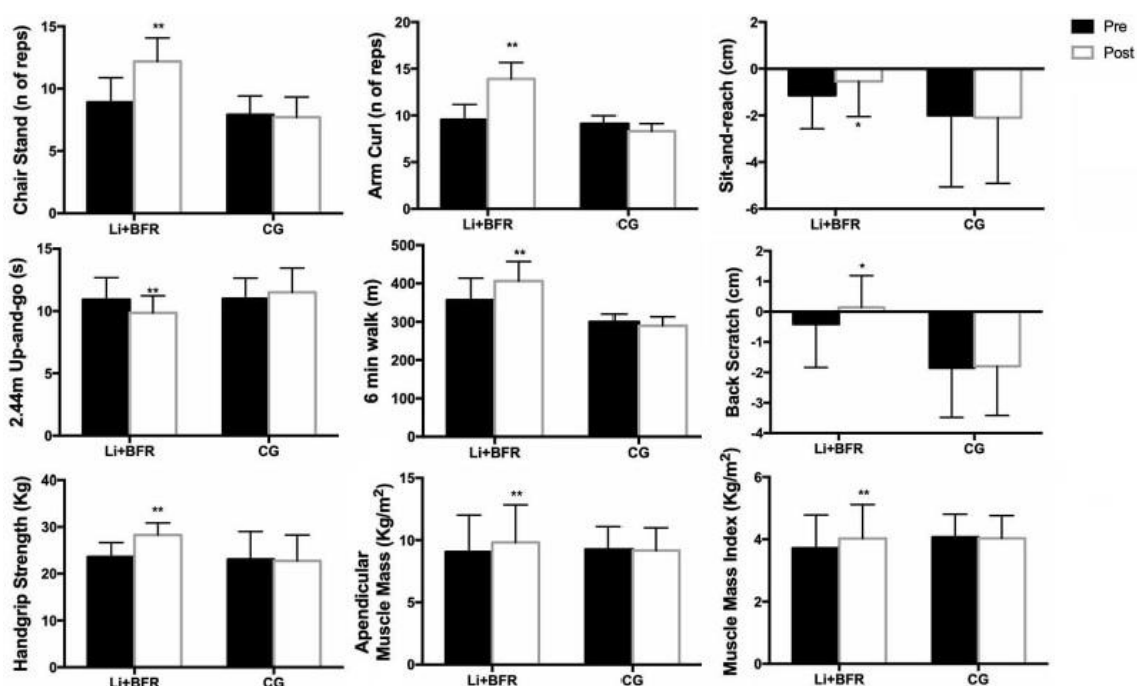 Chair Stand (n of reps)
15
10
5
0
**
Li+BFR
CG
Arm Curl (n of reps)
20
15
10
5
0
**
Li+BFR
CG
Sit-and-reach (cm)
2
0
-2
-4
-6
*
Li+BFR
CG
Pre
Post
2.44m Up-and-go (s)
15
10
5
0
**
Li+BFR
CG
6 min walk (m)
500
400
300
200
100
0
**
Li+BFR
CG
Back Scratch (cm)
2
1
0
-1
-2
-3
-4
*
Li+BFR
CG
Handgrip Strength (Kg)
40
30
20
10
0
**
Li+BFR
CG
Apendicular
Muscle Mass (Kg/m²)
15
10
5
0
**
Li+BFR
CG
Muscle Mass Index (Kg/m²)
6
4
2
0
**
Li+BFR
CG